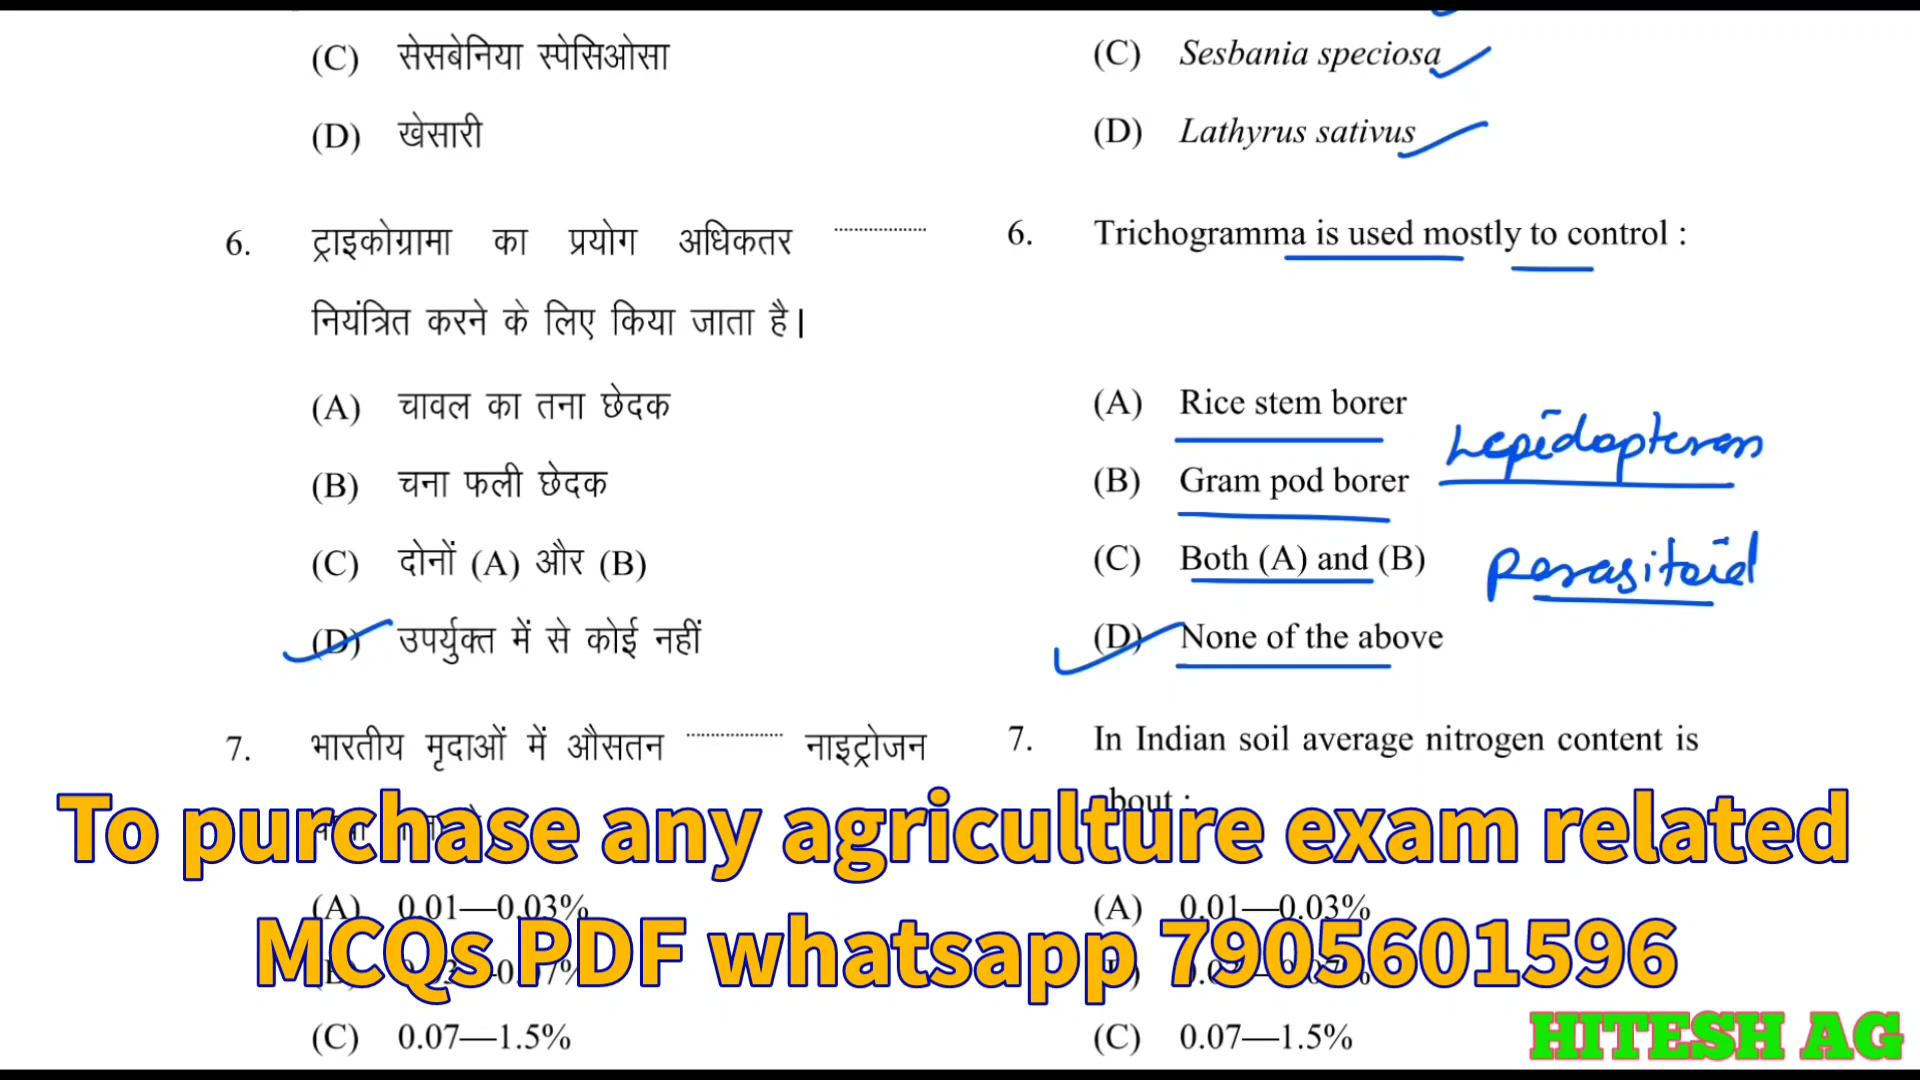 (C) सेसबेनिया स्पेसिओसा
(D) खेसारी
6. ट्राइकोग्रामा का प्रयोग अधिकतर ..................
नियंत्रित करने के लिए किया जाता है।
(A) चावल का तना छेदक
(B) चना फली छेदक
(C) दोनों (A) और (B)
(D) उपर्युक्त में से कोई नहीं
7. भारतीय मृदाओं में औसतन .................. नाइट्रोजन
(A) 0.01—0.03%
(C) 0.07—1.5%
(C) Sesbania speciosa
(D) Lathyrus sativus
6. Trichogramma is used mostly to control :
(A) Rice stem borer
(B) Gram pod borer
(C) Both (A) and (B)
(D) None of the above
Lepidopteran
Parasitoid
7. In Indian soil average nitrogen content is
about :
(A) 0.01—0.03%
(C) 0.07—1.5%
To purchase any agriculture exam related
MCQs PDF whatsapp 7905601596
HITESH AG